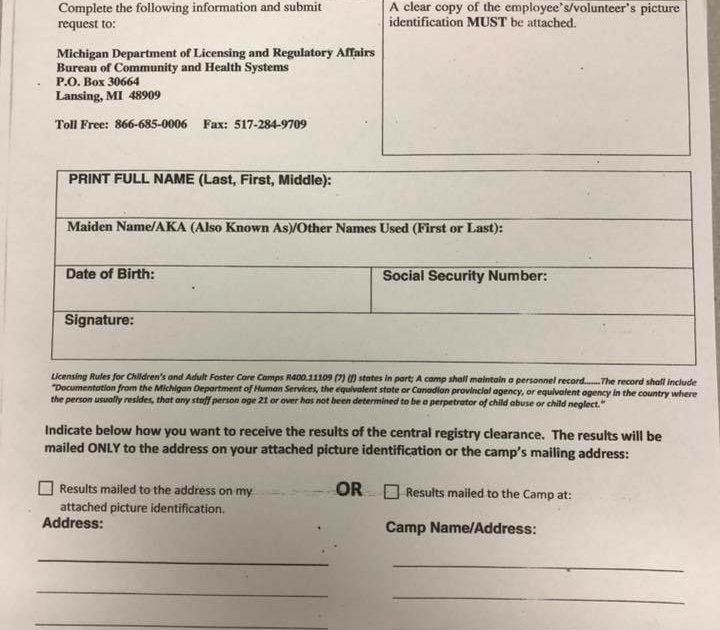 Complete the following information and submit
request to:
A clear copy of the employee's/volunteer's picture
identification MUST be attached.
Michigan Department of Licensing and Regulatory Affairs
Bureau of Community and Health Systems
P.O. Box 30664
Lansing, MI 48909
Toll Free: 866-685-0006 Fax: 517-284-9709
PRINT FULL NAME (Last, First, Middle):
Maiden Name/AKA (Also Known As)/Other Names Used (First or Last):
Date of Birth:
Social Security Number:
Signature:
Licensing Rules for Children's and Adult Foster Care Camps R400.11109 (7) (f) states in part; A camp shall maintain a personnel record.......The record shall include
"Documentation from the Michigan Department of Human Services, the equivalent state or Canadian provincial agency, or equivalent agency in the country where
the person usually resides, that any staff person age 21 or over has not been determined to be a perpetrator of child abuse or child neglect."
Indicate below how you want to receive the results of the central registry clearance. The results will be
mailed ONLY to the address on your attached picture identification or the camp's mailing address:
Results mailed to the address on my
attached picture identification.
OR
Results mailed to the Camp at:
Address:
Camp Name/Address: